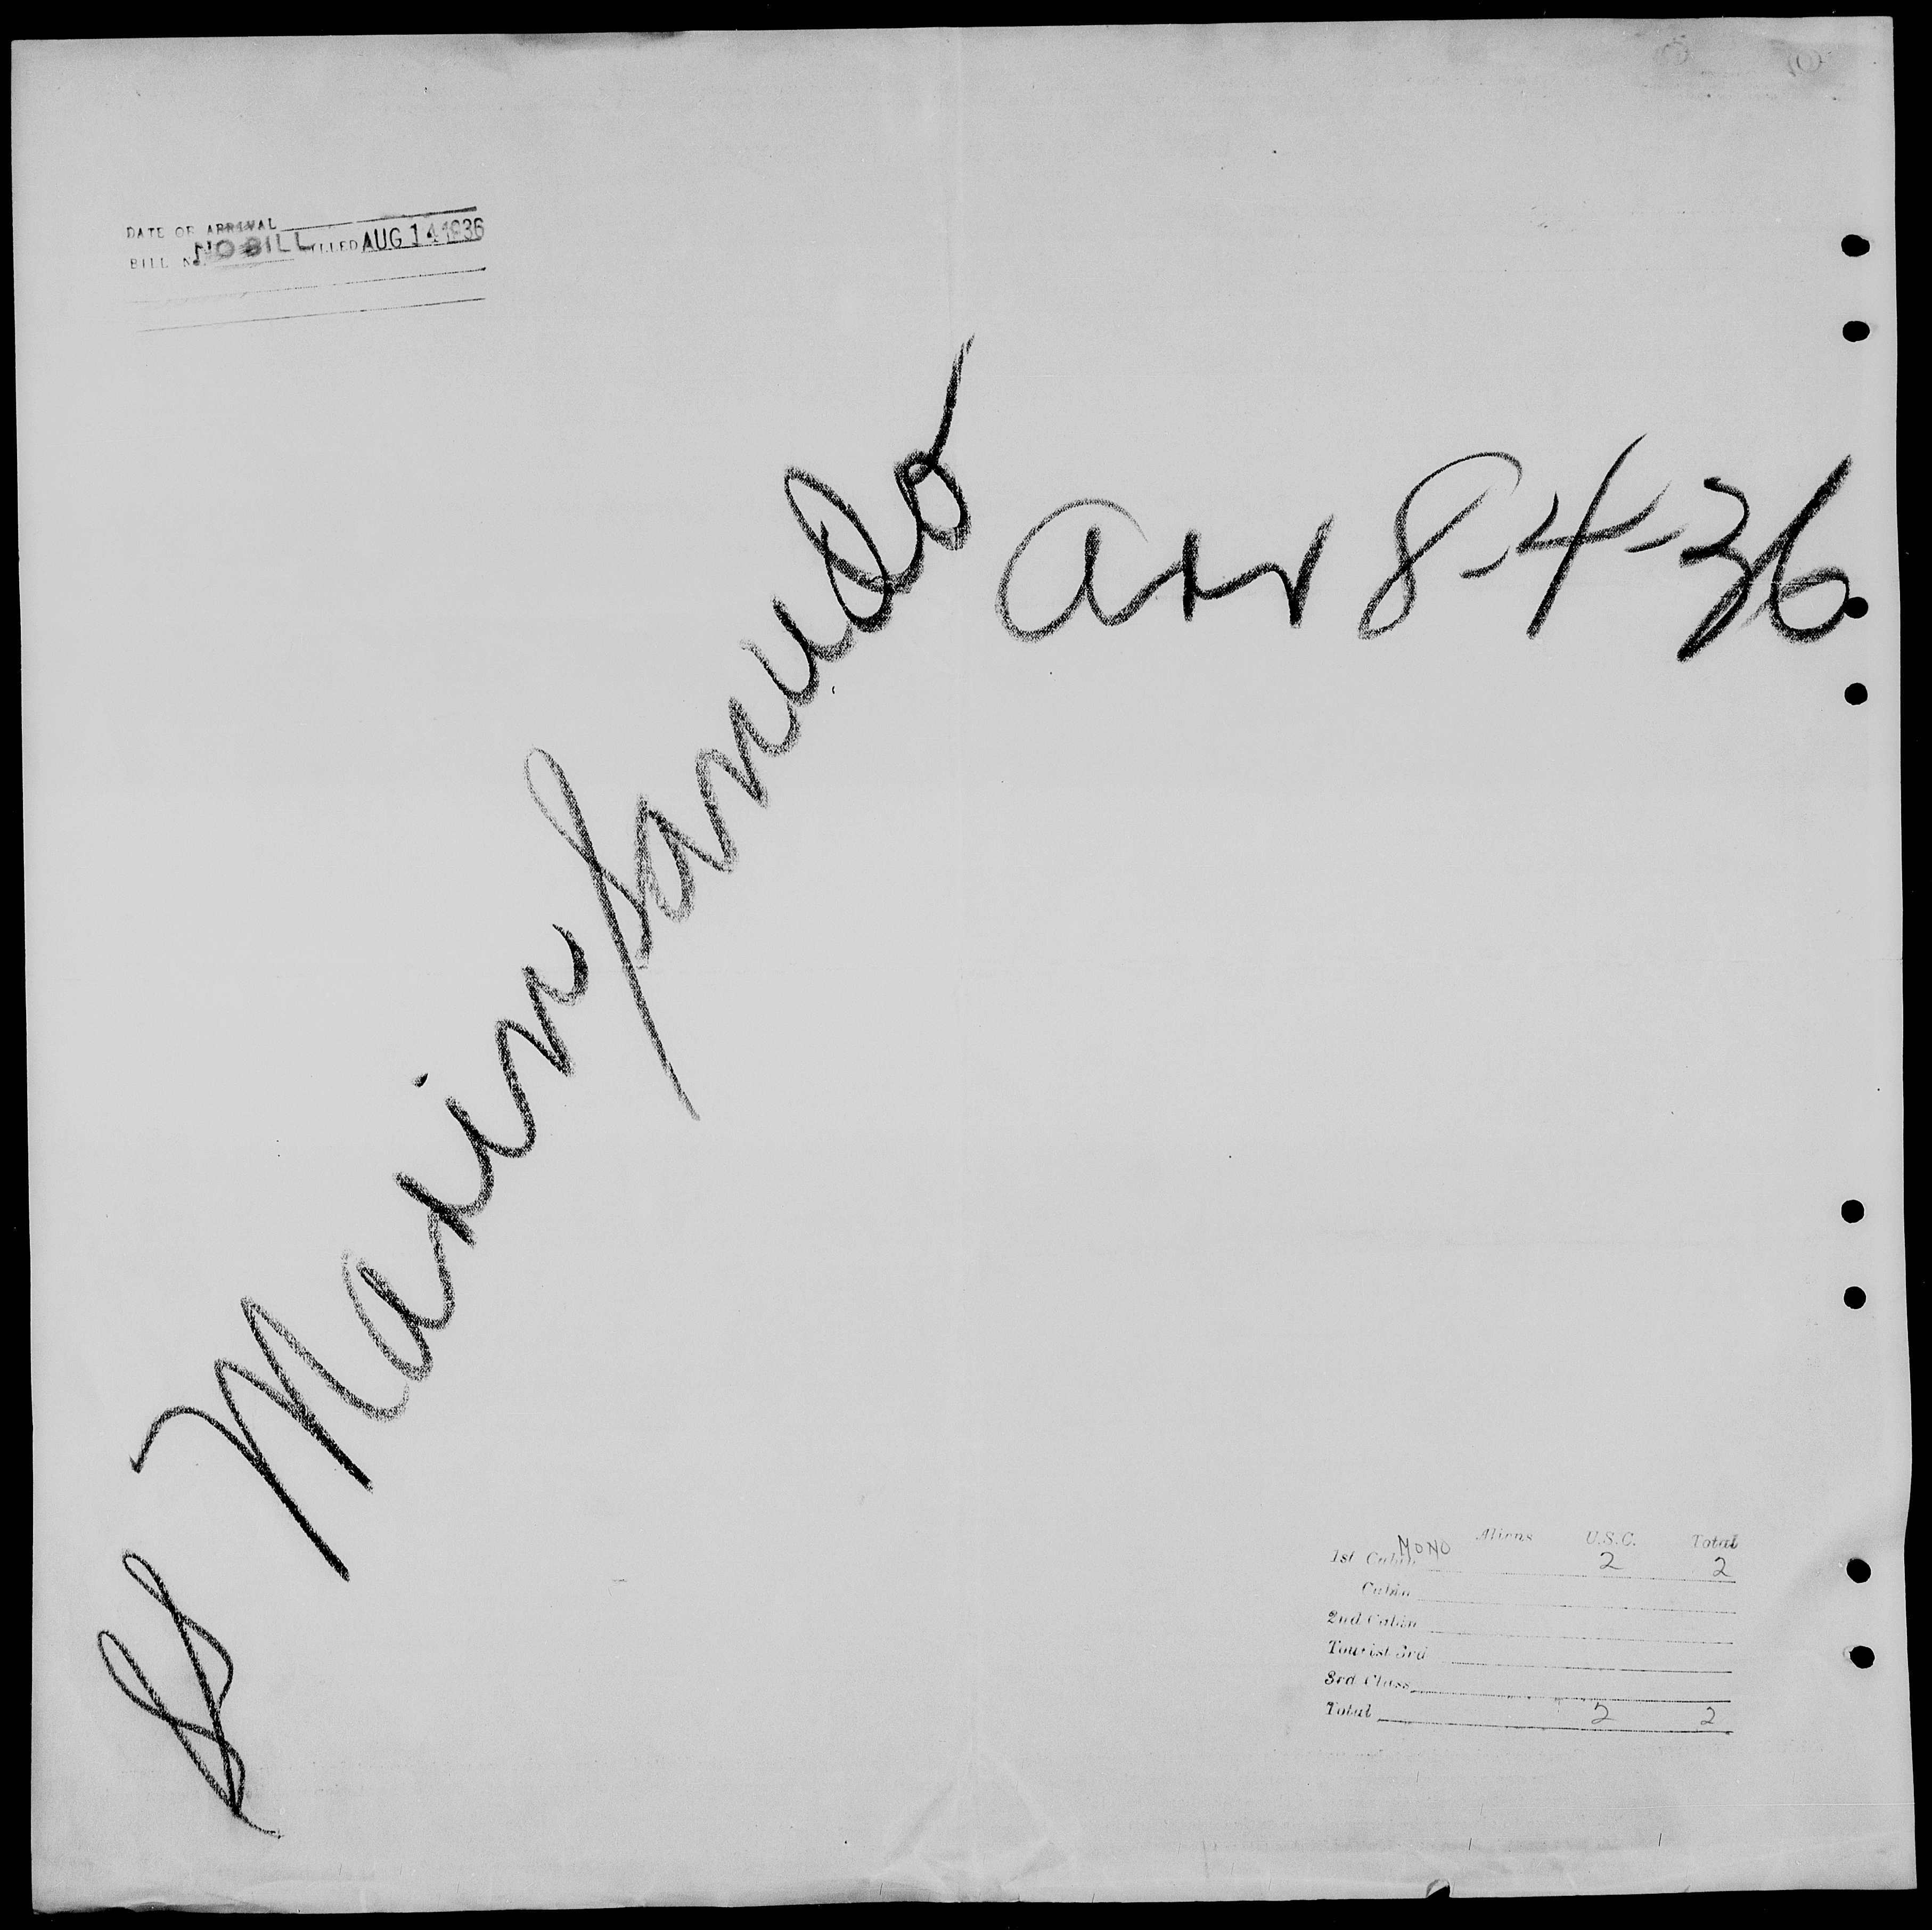 DATE OF ARRIVAL
BILL No. NO BILL FILLED AUG 14 1936
SS Marin Sanudo
arr 8-4-36
Aliens U.S.C. Total
1st Cabin MONO 2 2
Cabin
2nd Cabin
Tourist 3rd
3rd Class
Total 2 2